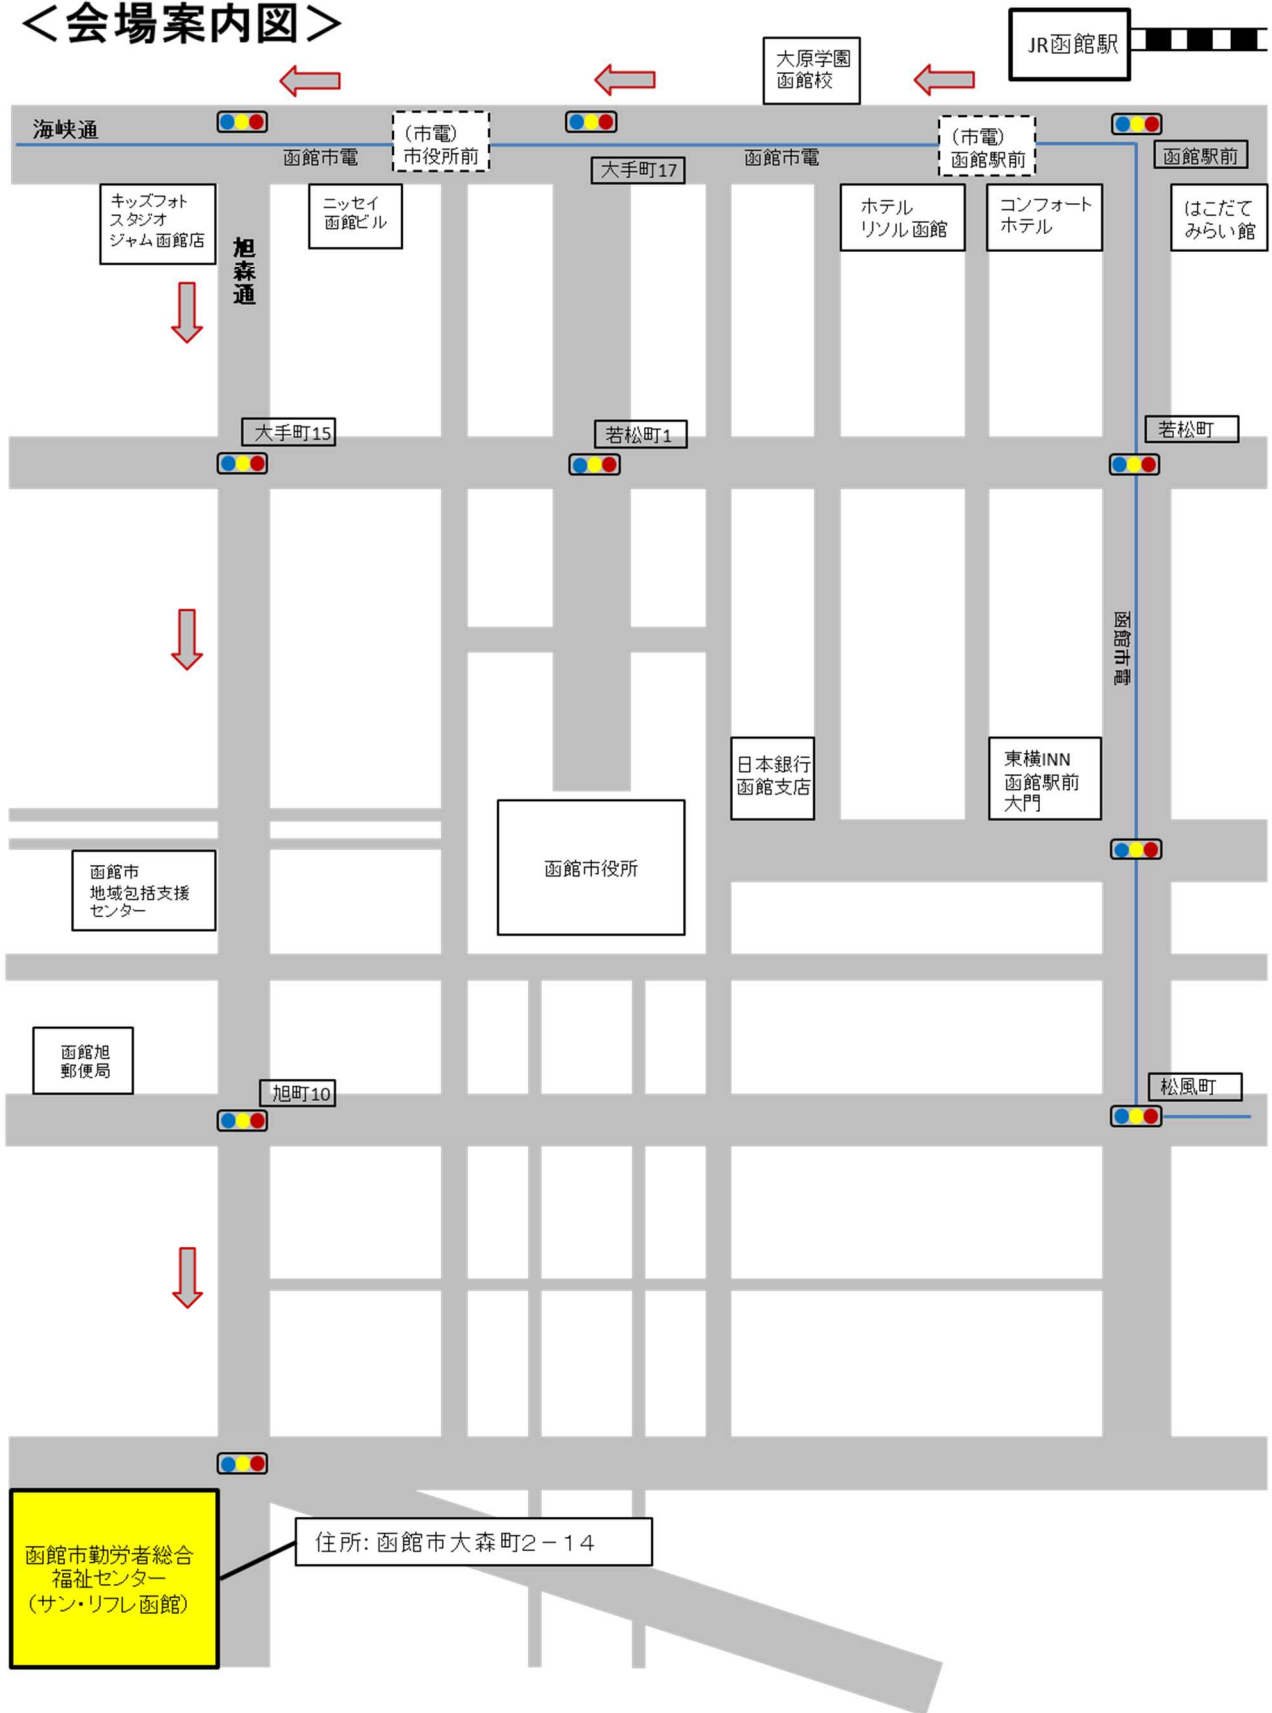 ＜会場案内図＞
JR函館駅
大原学園
函館校
海峡通
函館市電
（市電）
市役所前
大手町17
函館市電
（市電）
函館駅前
函館駅前
キッズフォト
スタジオ
ジャム函館店
ニッセイ
函館ビル
ホテル
リソル函館
コンフォート
ホテル
はこだて
みらい館
旭森通
大手町15
若松町1
若松町
函館市電
日本銀行
函館支店
東横INN
函館駅前
大門
函館市役所
函館市
地域包括支援
センター
函館旭
郵便局
旭町10
松風町
函館市勤労者総合
福祉センター
（サン・リフレ函館）
住所：函館市大森町２－１４